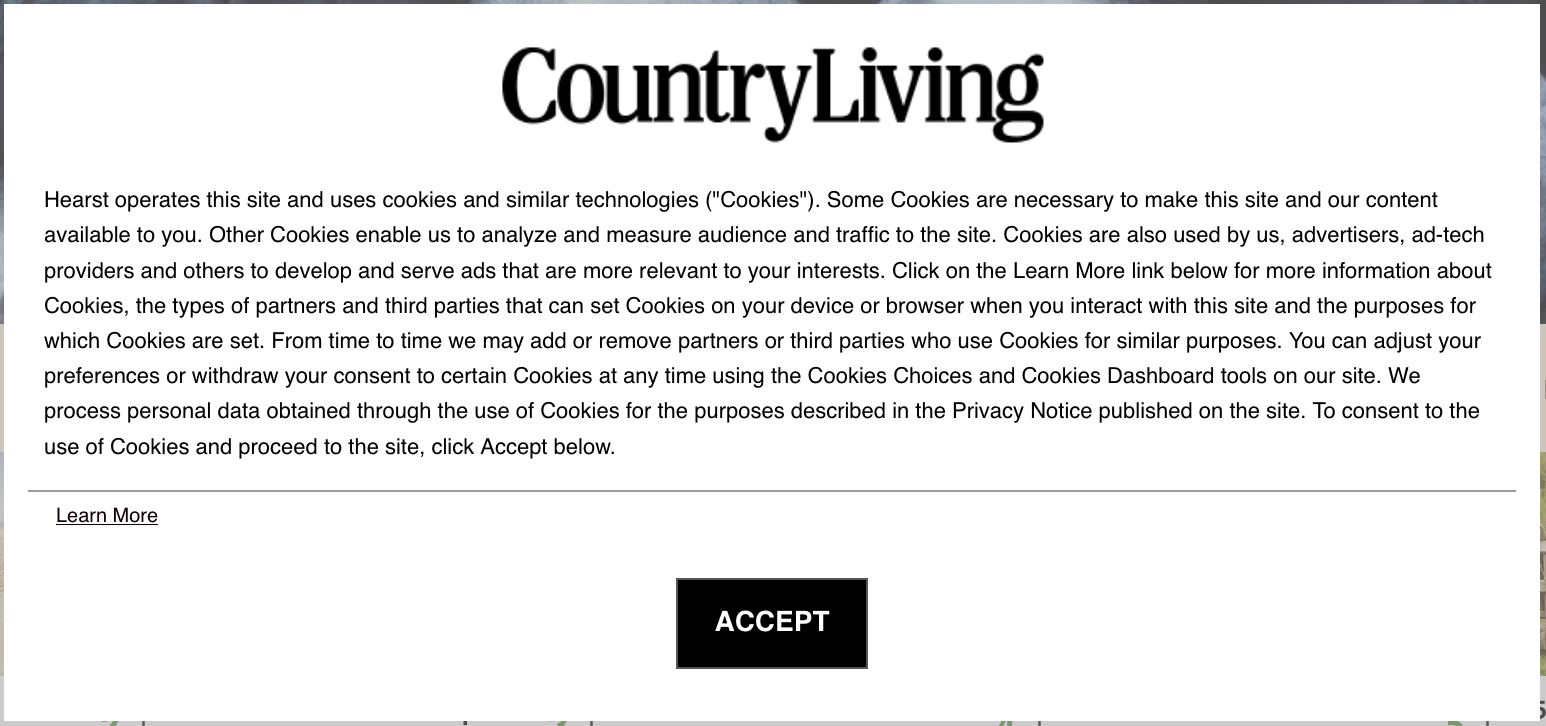 CountryLiving
Hearst operates this site and uses cookies and similar technologies ("Cookies"). Some Cookies are necessary to make this site and our content
available to you. Other Cookies enable us to analyze and measure audience and traffic to the site. Cookies are also used by us, advertisers, ad-tech
providers and others to develop and serve ads that are more relevant to your interests. Click on the Learn More link below for more information about
Cookies, the types of partners and third parties that can set Cookies on your device or browser when you interact with this site and the purposes for
which Cookies are set. From time to time we may add or remove partners or third parties who use Cookies for similar purposes. You can adjust your
preferences or withdraw your consent to certain Cookies at any time using the Cookies Choices and Cookies Dashboard tools on our site. We
process personal data obtained through the use of Cookies for the purposes described in the Privacy Notice published on the site. To consent to the
use of Cookies and proceed to the site, click Accept below.
Learn More
ACCEPT